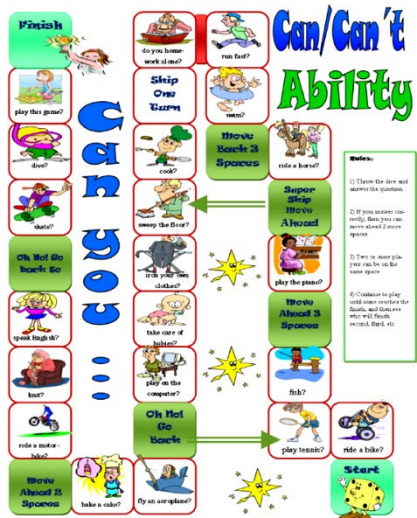 Can/Can´t
Ability
Finish
do you home-
work alone?
run fast?
play this game?
Skip
One
Turn
swim?
dive?
cook?
Move
Back 3
Spaces
ride a horse?
skate?
sweep the floor?
Super
Skip
Move
Ahead
Oh No! Go
Back to
iron your own
clothes?
play the piano?
speak English?
take care of
babies?
Move
Ahead 3
Spaces
knit?
play on the
computer?
fish?
ride a motor-
bike?
Oh No!
Go
Back
play tennis?
ride a bike?
Move
Ahead 2
Spaces
bake a cake?
fly an aeroplane?
Start
Can you ...
Rules:
1) Throw the dice and
answer the question.
2) If you answer cor-
rectly, then you can
move ahead 2 more
spaces
3) Two or more play-
ers can be on the
same space
4) Continue to play
until some reaches the
finish, and then see
who will finish
second, third, etc